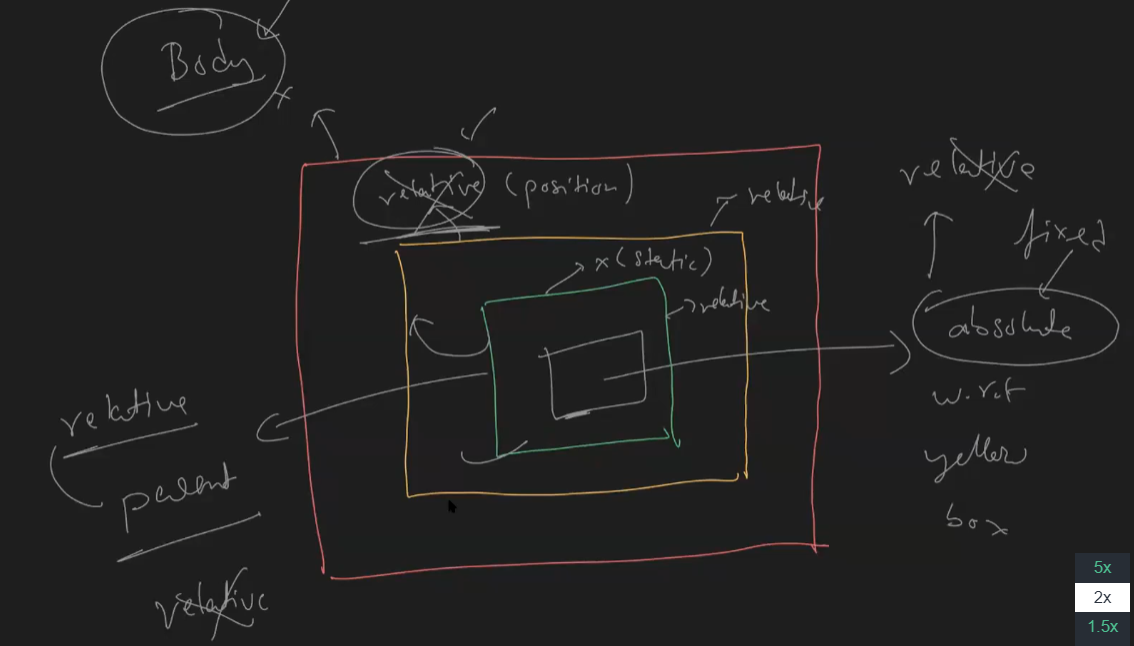 Body
relative (position)
relative
x (static)
relative
relative
fixed
absolute
w.r.t
yellow
box
relative
parent
relative
5x
2x
1.5x